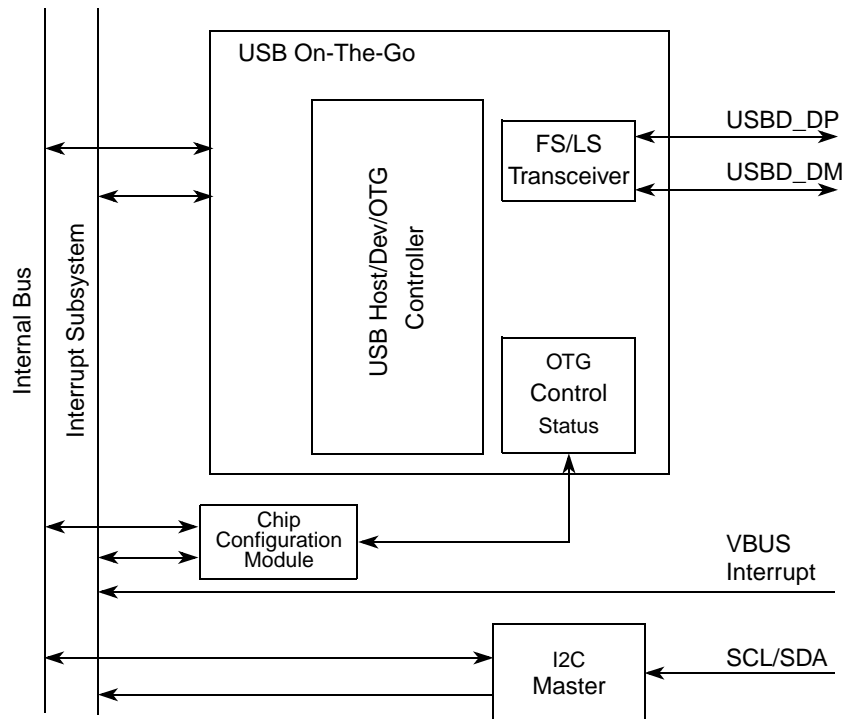 USB On-The-Go
Internal Bus
Interrupt Subsystem
USB Host/Dev/OTG
Controller
FS/LS
Transceiver
USBD_DP
USBD_DM
OTG
Control
Status
Chip
Configuration
Module
VBUS
Interrupt
I2C
Master
SCL/SDA